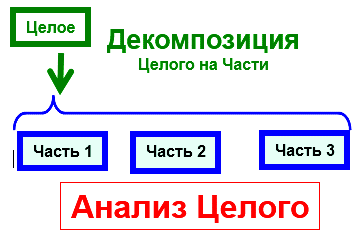 Целое
Декомпозиция
Целого на Части
Часть 1
Часть 2
Часть 3
Анализ Целого